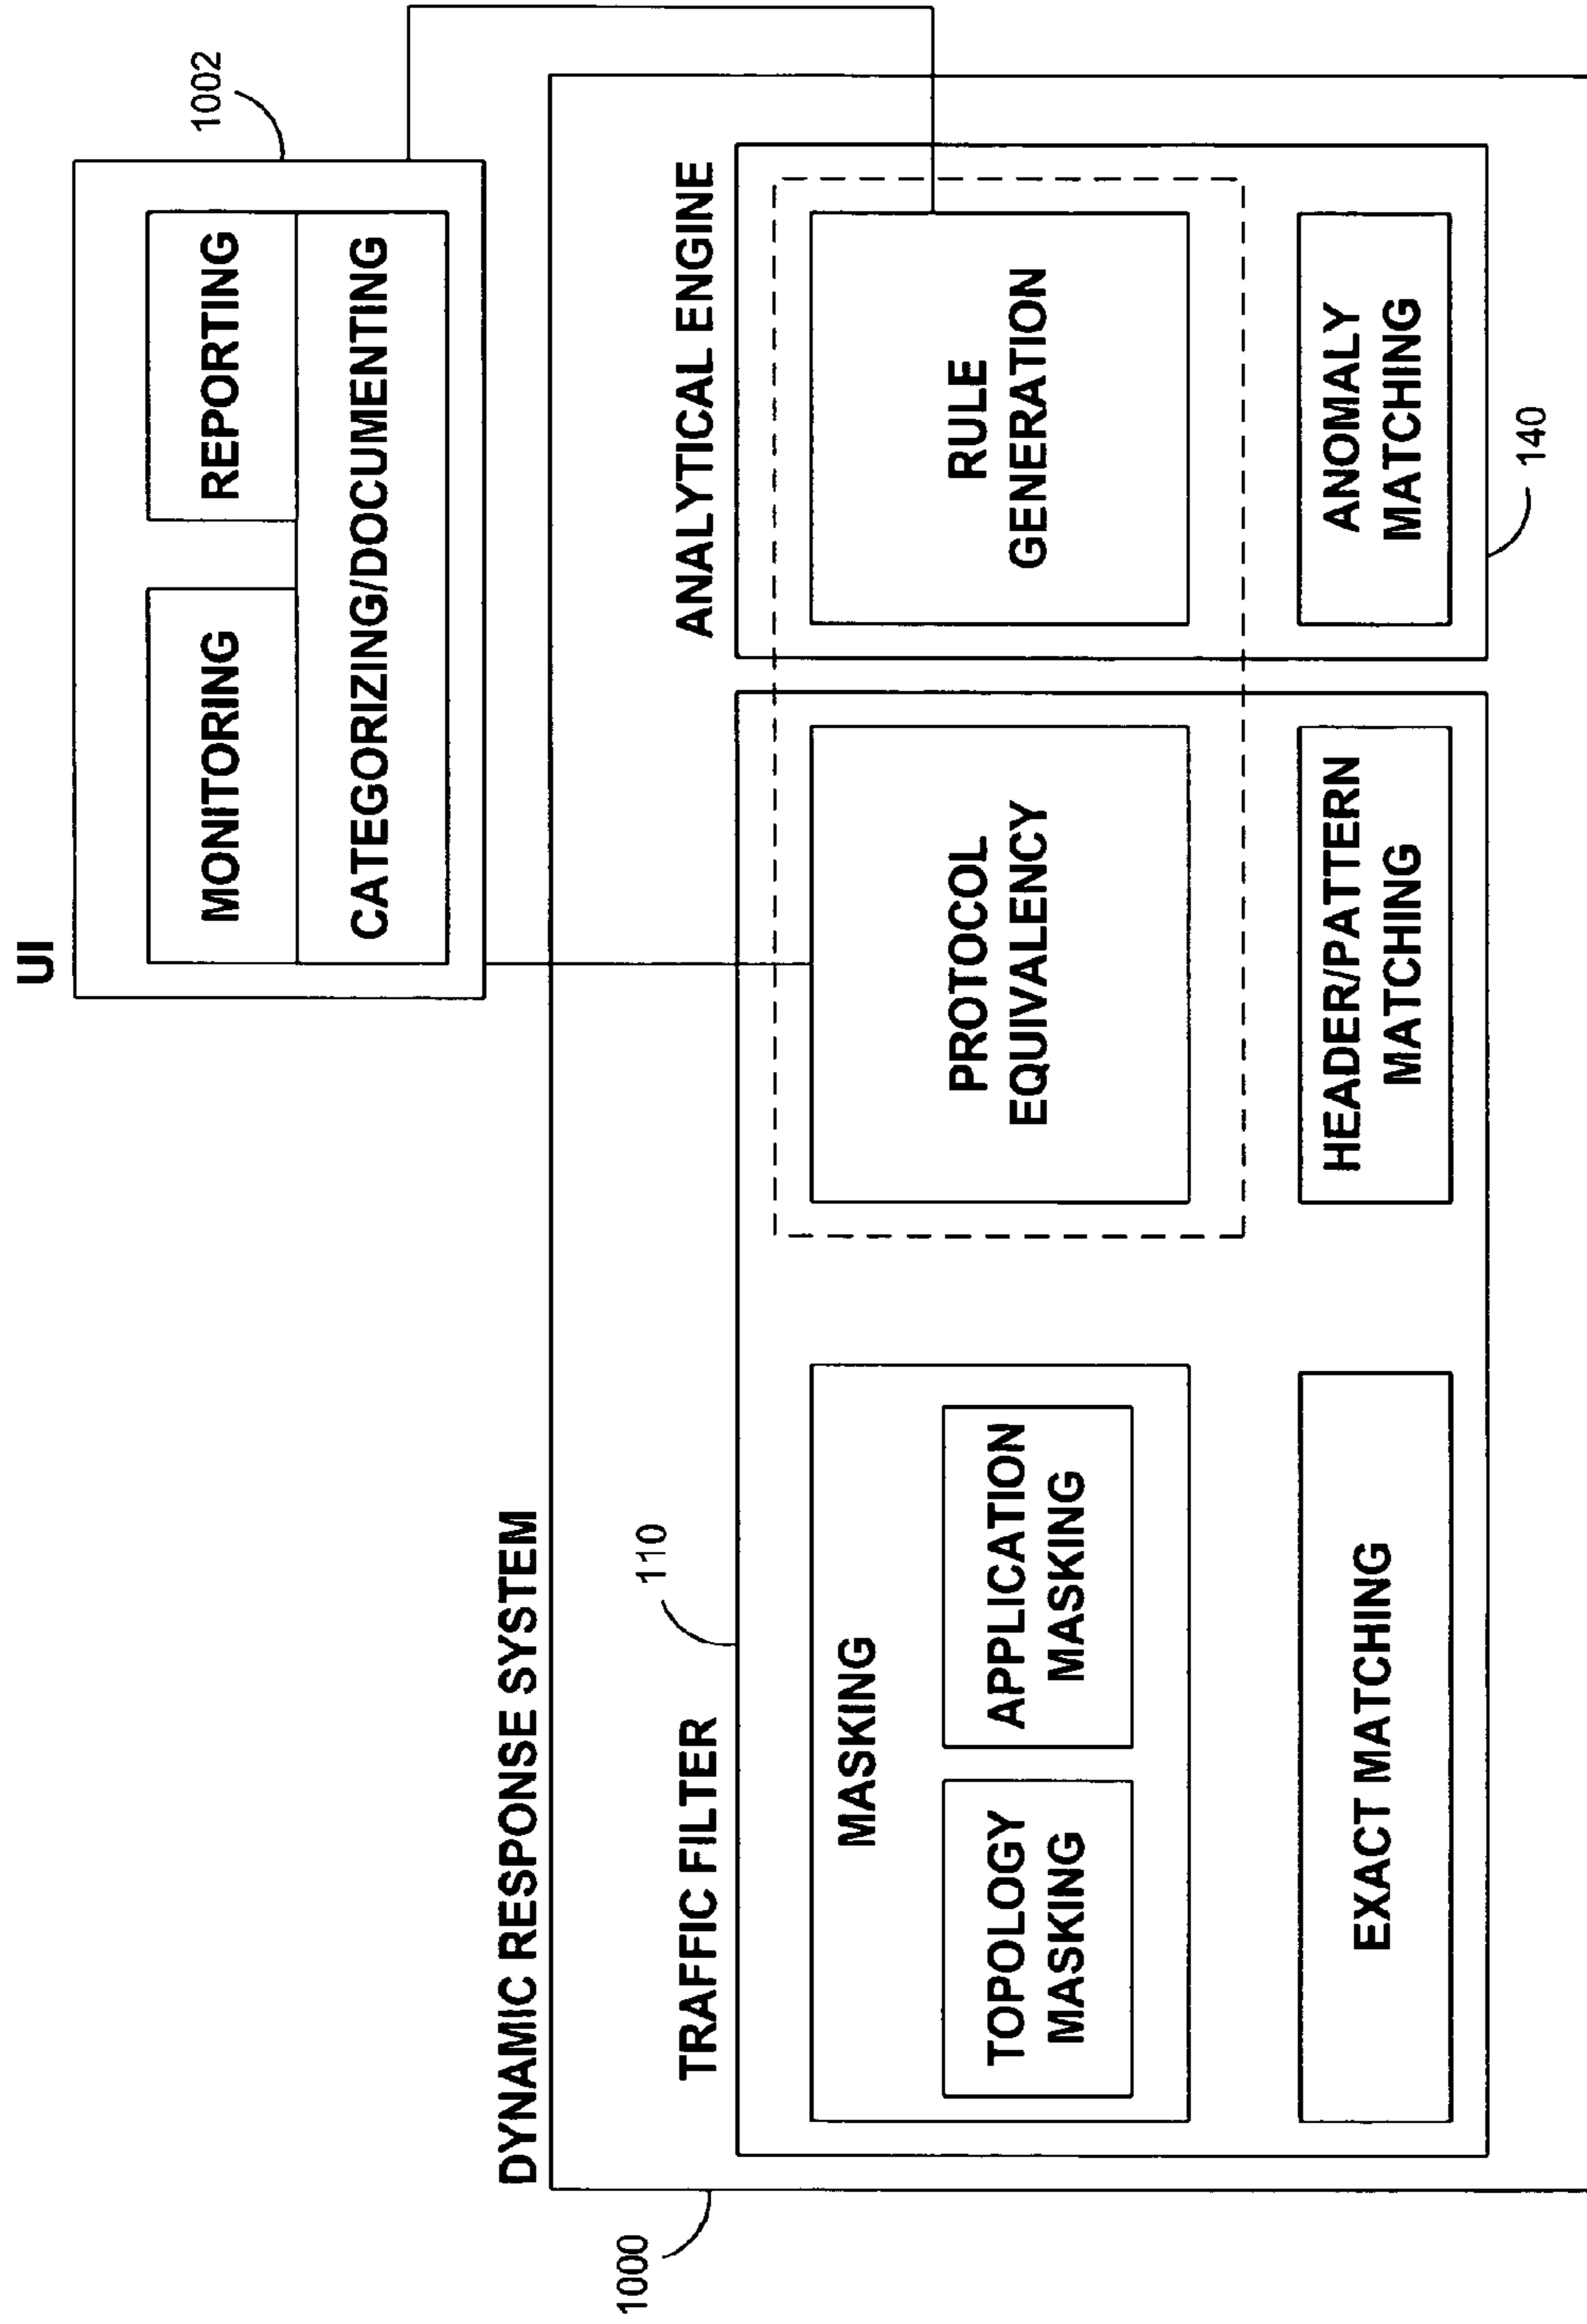 UI
1002
MONITORING
REPORTING
CATEGORIZING/DOCUMENTING
DYNAMIC RESPONSE SYSTEM
1000
TRAFFIC FILTER
110
ANALYTICAL ENGINE
MASKING
TOPOLOGY
MASKING
APPLICATION
MASKING
PROTOCOL
EQUIVALENCY
RULE
GENERATION
EXACT MATCHING
HEADER/PATTERN
MATCHING
ANOMALY
MATCHING
140